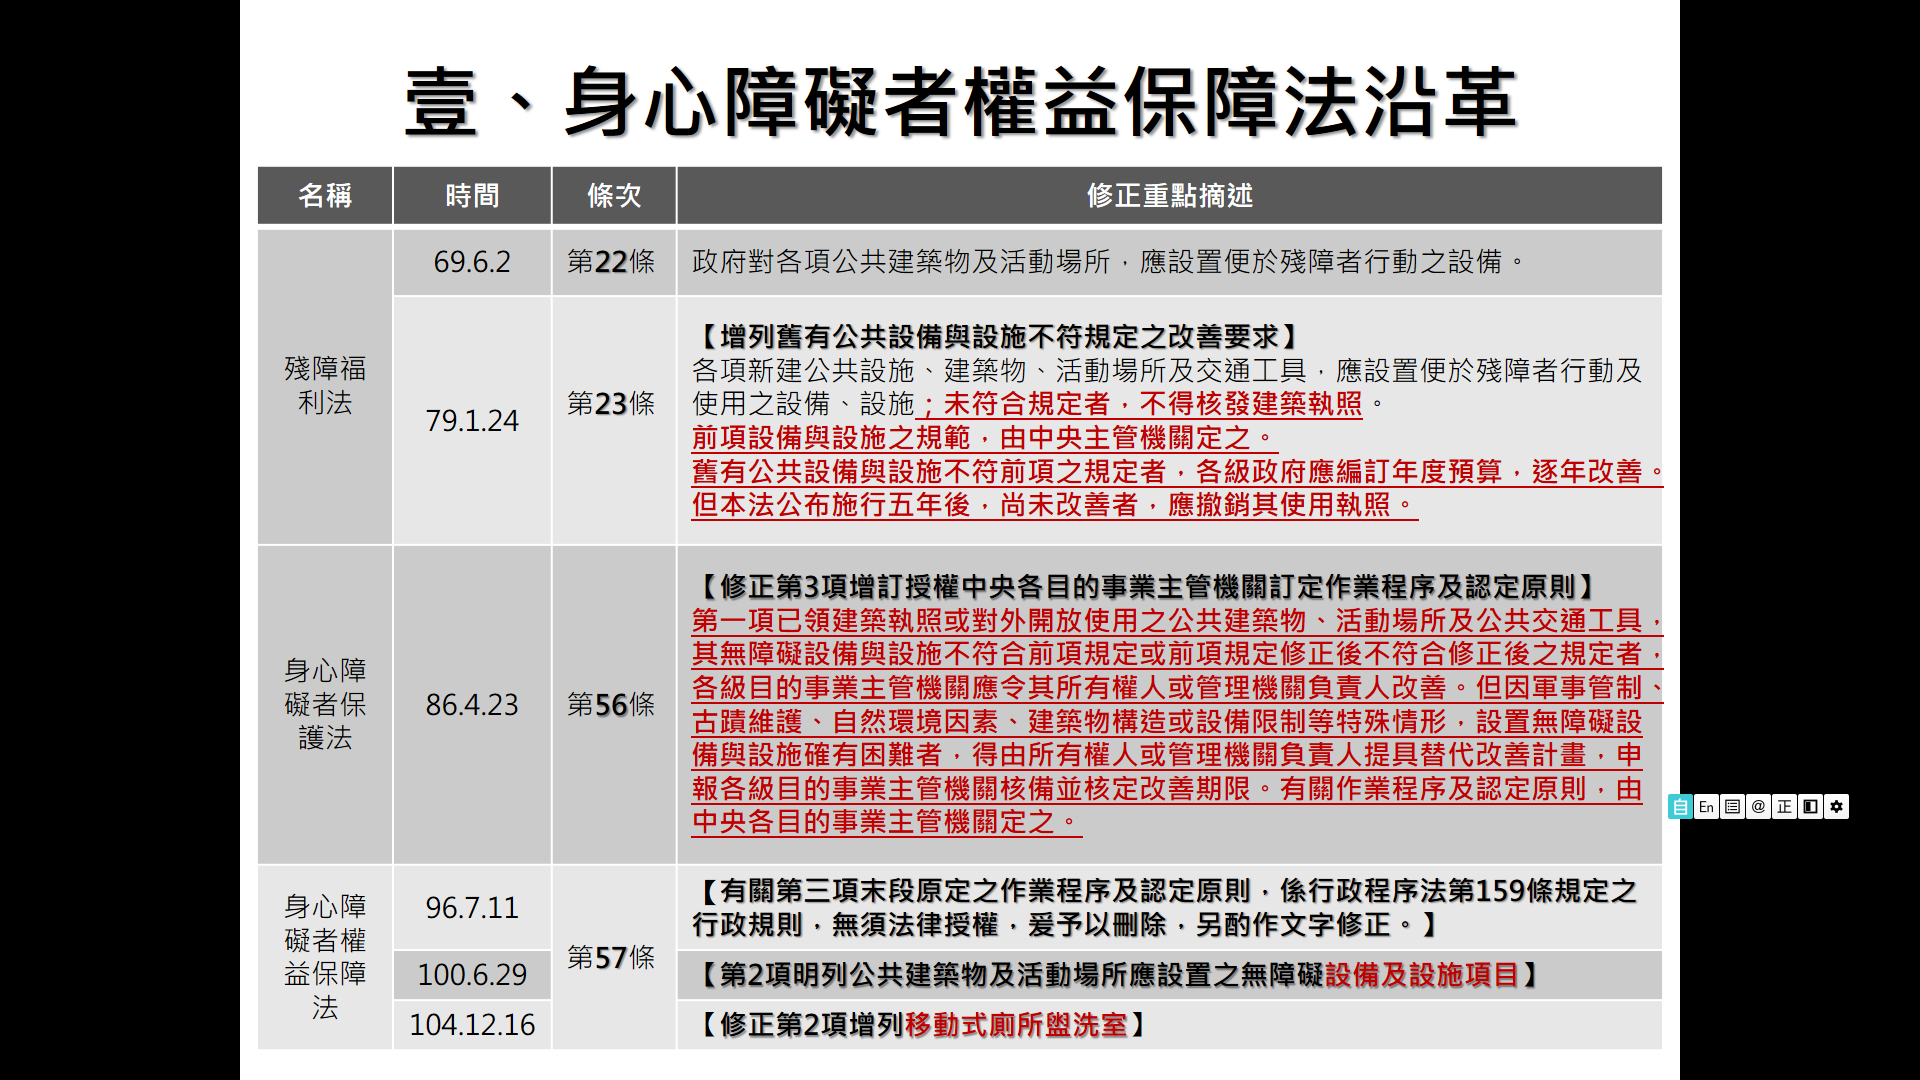 壹、身心障礙者權益保障法沿革
名稱
時間
條次
修正重點摘述
殘障福
利法
69.6.2
第22條
政府對各項公共建築物及活動場所，應設置便於殘障者行動之設備。
79.1.24
第23條
【增列舊有公共設備與設施不符規定之改善要求】
各項新建公共設施、建築物、活動場所及交通工具，應設置便於殘障者行動及
使用之設備、設施；未符合規定者，不得核發建築執照。
前項設備與設施之規範，由中央主管機關定之。
舊有公共設備與設施不符前項之規定者，各級政府應編訂年度預算，逐年改善。
但本法公布施行五年後，尚未改善者，應撤銷其使用執照。
身心障
礙者保
護法
86.4.23
第56條
【修正第3項增訂授權中央各目的事業主管機關訂定作業程序及認定原則】
第一項已領建築執照或對外開放使用之公共建築物、活動場所及公共交通工具，
其無障礙設備與設施不符合前項規定或前項規定修正後不符合修正後之規定者，
各級目的事業主管機關應令其所有權人或管理機關負責人改善。但因軍事管制、
古蹟維護、自然環境因素、建築物構造或設備限制等特殊情形，設置無障礙設
備與設施確有困難者，得由所有權人或管理機關負責人提具替代改善計畫，申
報各級目的事業主管機關核備並核定改善期限。有關作業程序及認定原則，由
中央各目的事業主管機關定之。
身心障
礙者權
益保障
法
96.7.11
第57條
【有關第三項末段原定之作業程序及認定原則，係行政程序法第159條規定之
行政規則，無須法律授權，爰予以刪除，另酌作文字修正。】
100.6.29
【第2項明列公共建築物及活動場所應設置之無障礙設備及設施項目】
104.12.16
【修正第2項增列移動式廁所盥洗室】
自 En @ 正